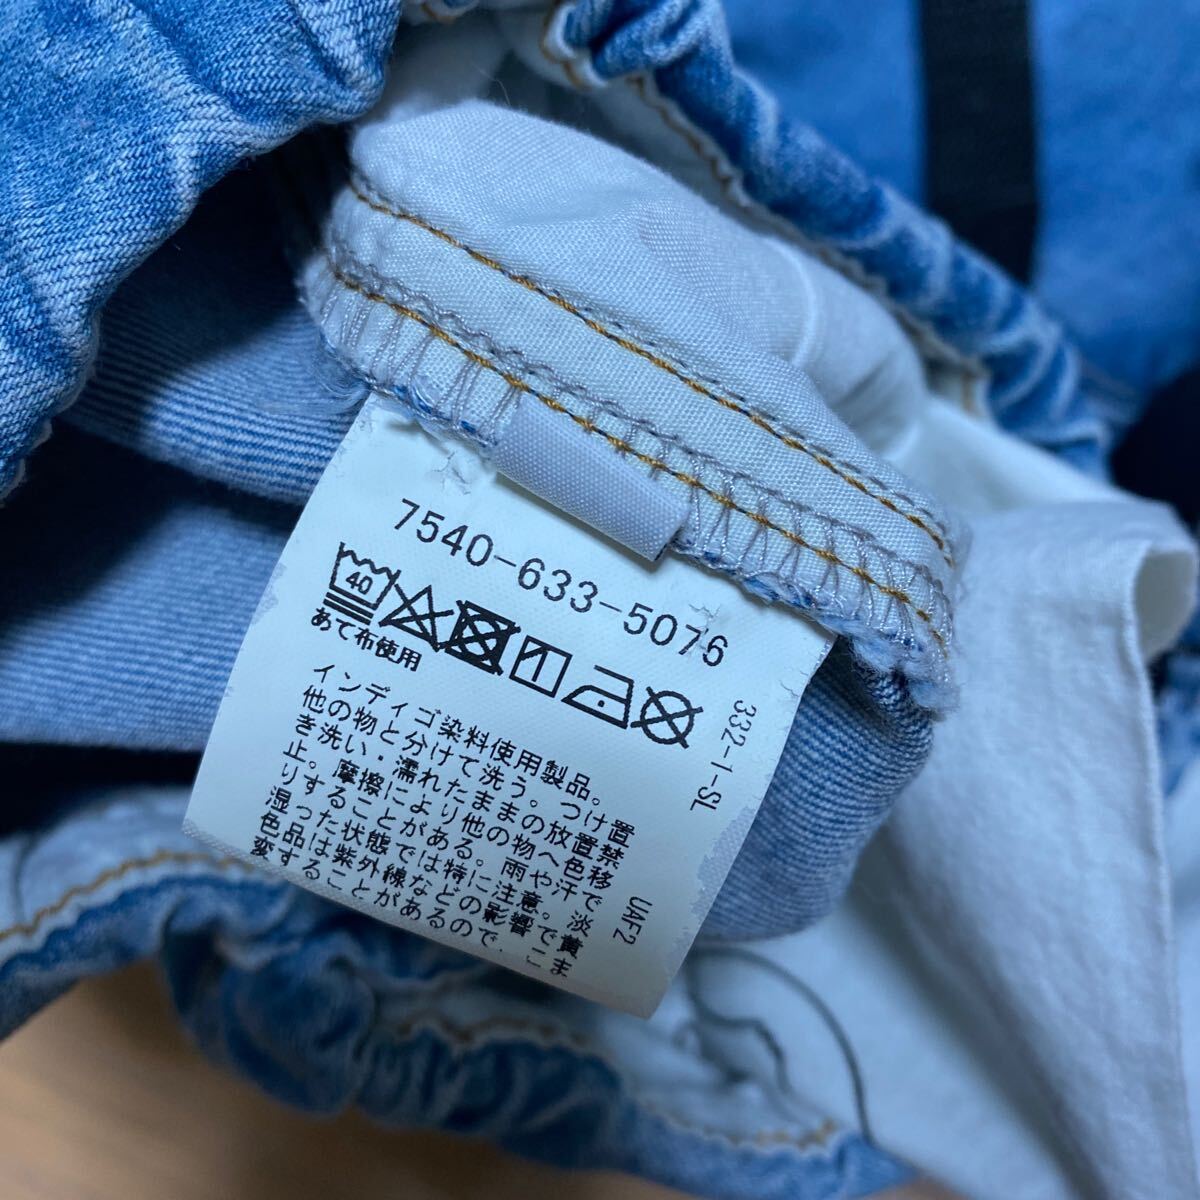 7540-633-5076
40
あて布使用
インディゴ染料使用製品。
他の物と分けて洗う。つけ置
き洗い・濡れたままの放置禁
止。摩擦により他の物へ色移
りすることがある。雨や汗で
湿った状態では特に注意。淡
色品は紫外線などの影響で黄
変することがあるので、こま
332-1-SL
UAF2